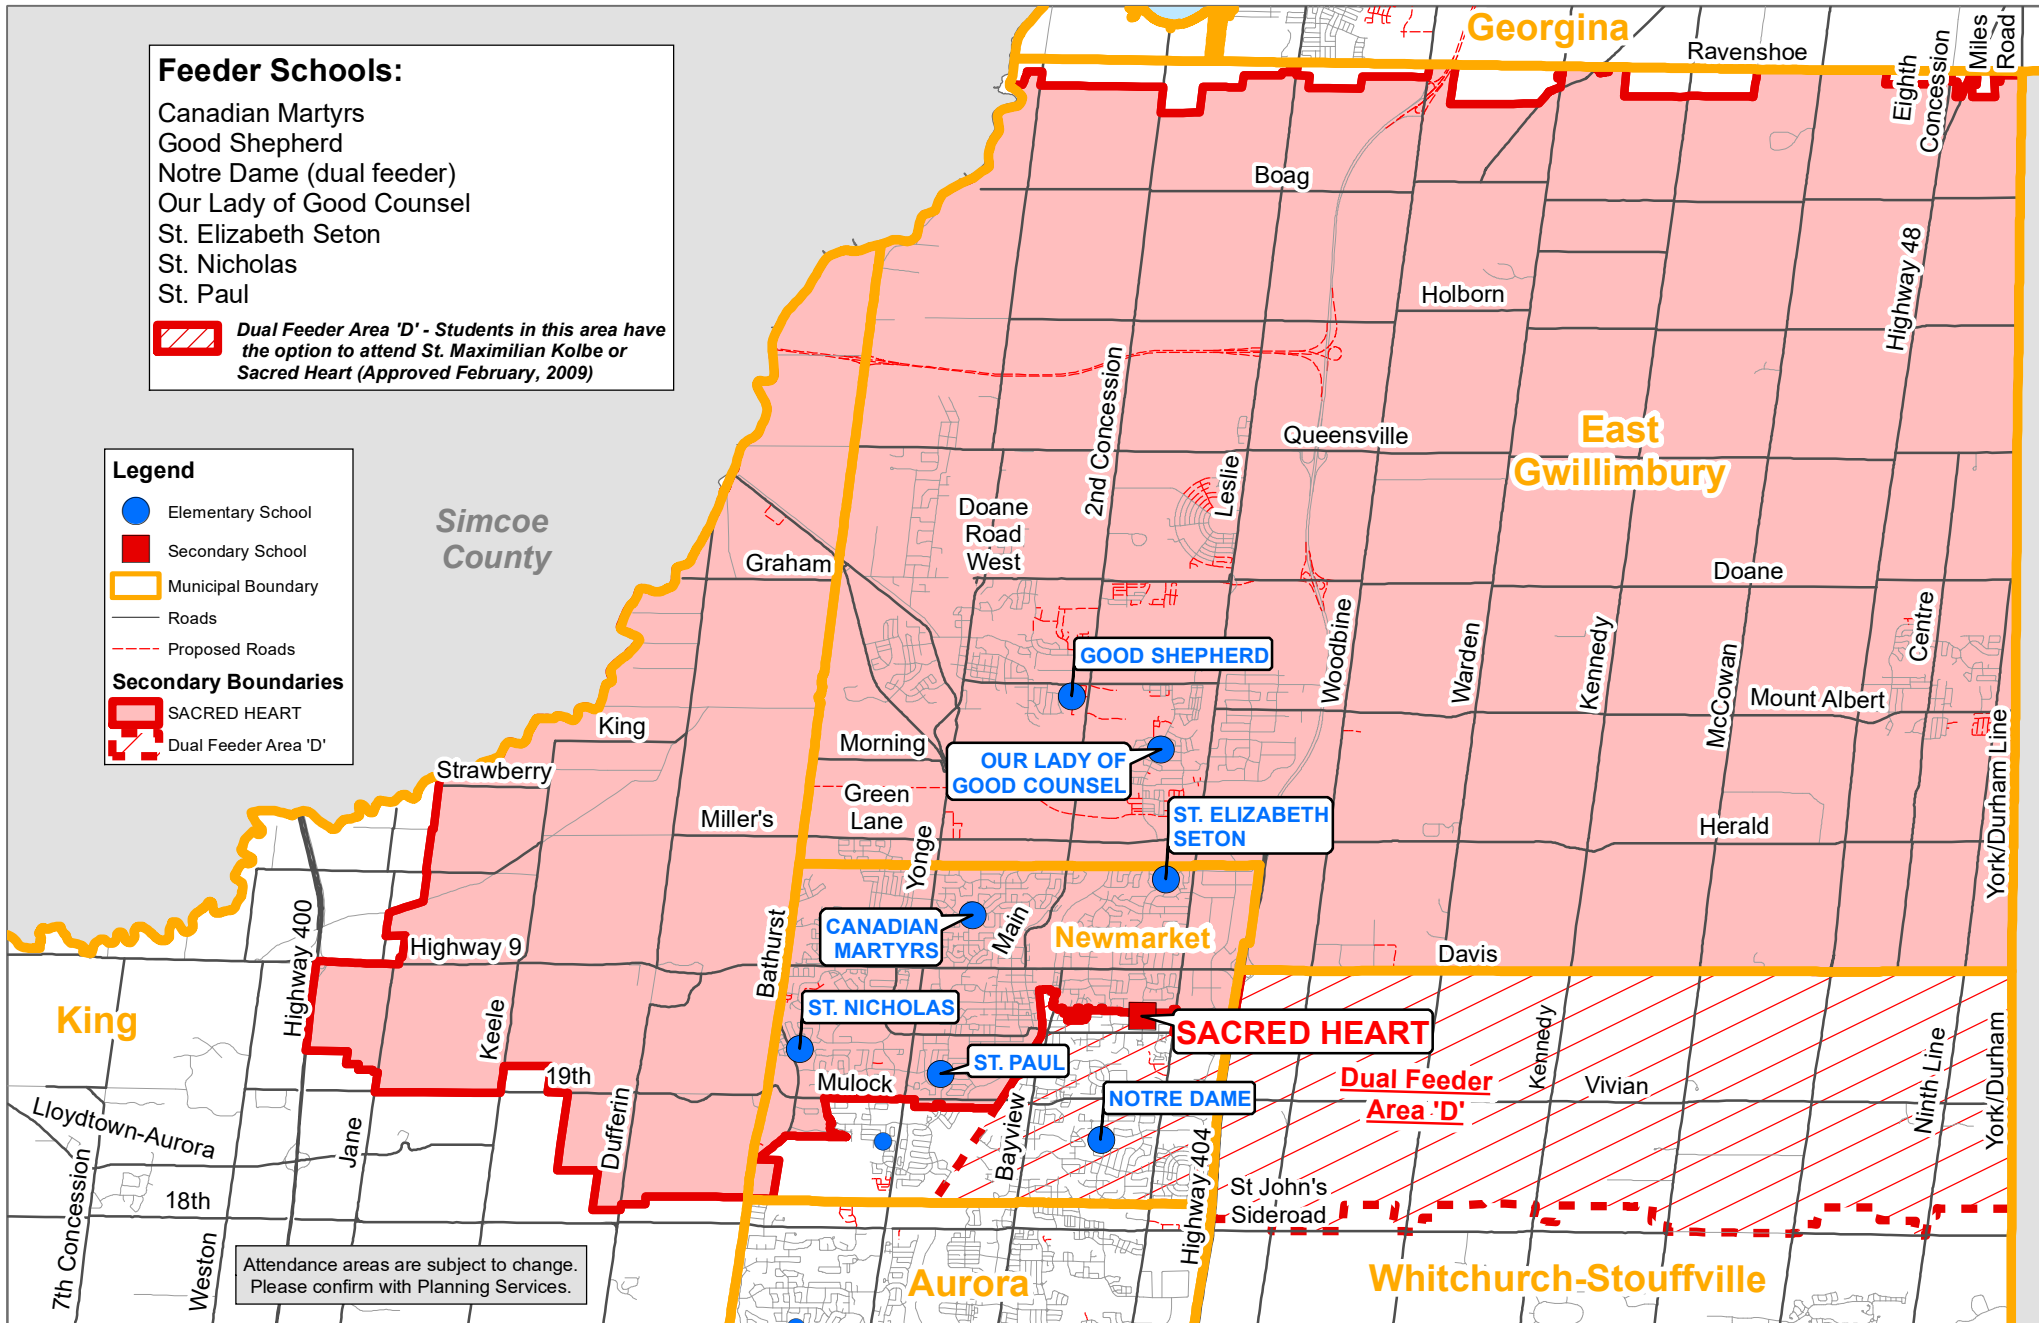 Feeder Schools:
Canadian Martyrs
Good Shepherd
Notre Dame (dual feeder)
Our Lady of Good Counsel
St. Elizabeth Seton
St. Nicholas
St. Paul
Dual Feeder Area 'D' - Students in this area have
the option to attend St. Maximilian Kolbe or
Sacred Heart (Approved February, 2009)
Legend
Elementary School
Secondary School
Municipal Boundary
Roads
Proposed Roads
Secondary Boundaries
SACRED HEART
Dual Feeder Area 'D'
Simcoe
County
Georgina
Ravenshoe
Eighth
Concession
Miles
Road
Boag
Holborn
Highway 48
2nd Concession
Queensville
East
Gwillimbury
Leslie
Doane
Road
West
Graham
Doane
Woodbine
Warden
Kennedy
McCowan
Centre
GOOD SHEPHERD
Mount Albert
King
Morning
OUR LADY OF
GOOD COUNSEL
York/Durham Line
Strawberry
Green
Lane
Miller's
ST. ELIZABETH
SETON
Herald
Yonge
Highway 400
Highway 9
Bathurst
CANADIAN
MARTYRS
Main
Newmarket
Davis
King
Keele
ST. NICHOLAS
SACRED HEART
ST. PAUL
19th
Mulock
NOTRE DAME
Dual Feeder
Area 'D'
Kennedy
Vivian
Ninth Line
York/Durham
Lloydtown-Aurora
Jane
Dufferin
Bayview
Highway 404
7th Concession
18th
Weston
St John's
Sideroad
Attendance areas are subject to change.
Please confirm with Planning Services.
Aurora
Whitchurch-Stouffville